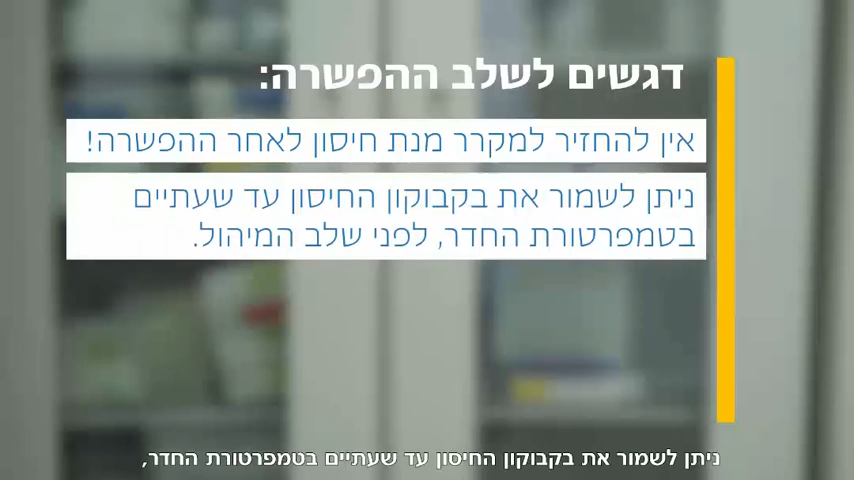 דגשים לשלב ההפשרה:
אין להחזיר למקרר מנת חיסון לאחר ההפשרה!
ניתן לשמור את בקבוקון החיסון עד שעתיים
בטמפרטורת החדר, לפני שלב המיהול.
ניתן לשמור את בקבוקון החיסון עד שעתיים בטמפרטורת החדר,